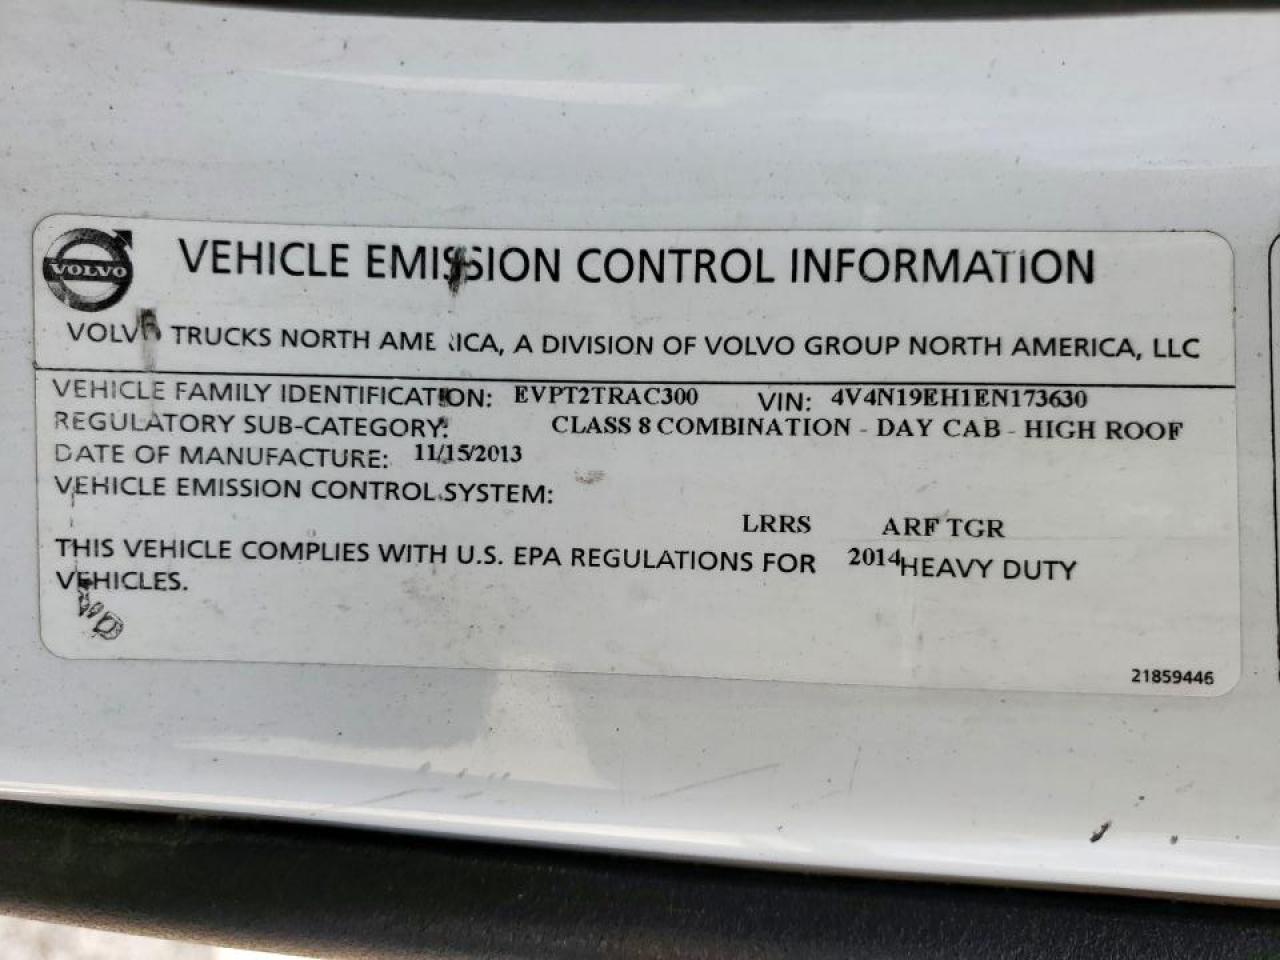 VOLVO
VEHICLE EMISSION CONTROL INFORMATION
VOLVO TRUCKS NORTH AMERICA, A DIVISION OF VOLVO GROUP NORTH AMERICA, LLC
VEHICLE FAMILY IDENTIFICATION: EVPT2TRAC300 VIN: 4V4N19EH1EN173630
REGULATORY SUB-CATEGORY: CLASS 8 COMBINATION - DAY CAB - HIGH ROOF
DATE OF MANUFACTURE: 11/15/2013
VEHICLE EMISSION CONTROL SYSTEM:
LRRS ARF TGR
THIS VEHICLE COMPLIES WITH U.S. EPA REGULATIONS FOR 2014 HEAVY DUTY
VEHICLES.
21859446